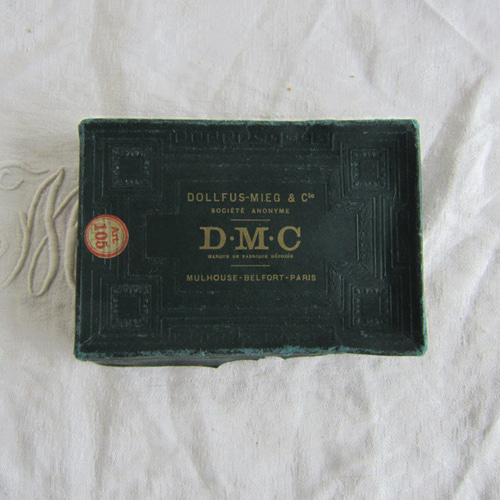 DOLLFUS-MIEG & Cie
SOCIÉTÉ ANONYME
D·M·C
MARQUE DE FABRIQUE DÉPOSÉE
MULHOUSE-BELFORT-PARIS
Art
105